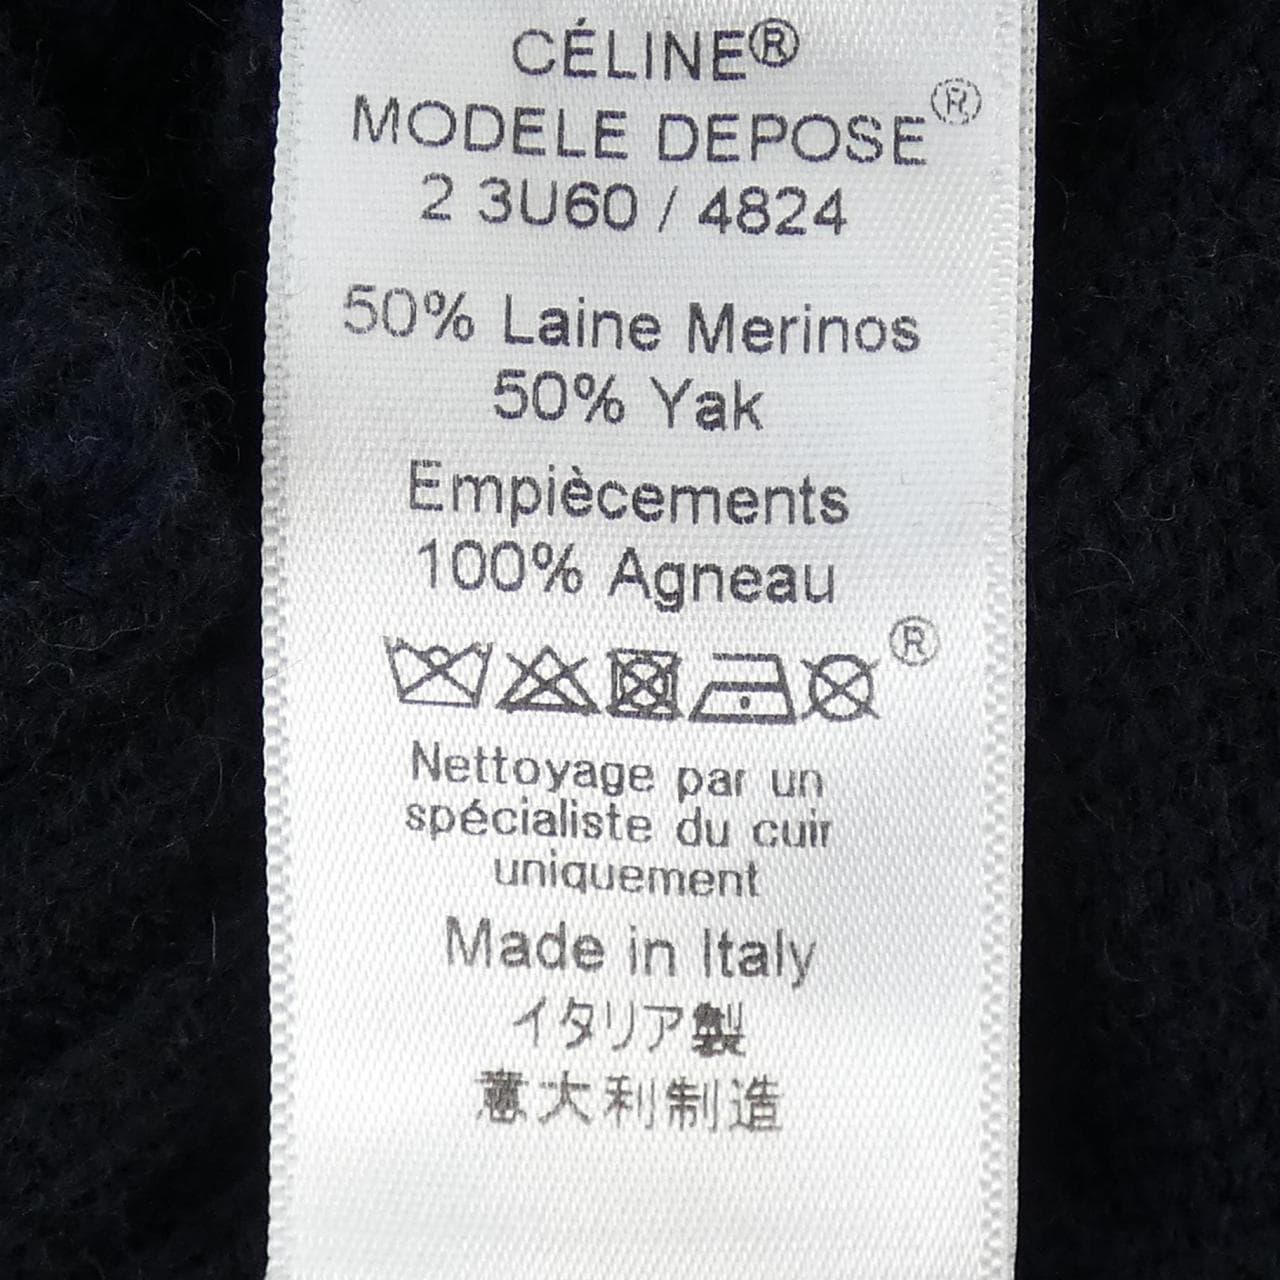 CÉLINE®
MODELE DEPOSE®
2 3U60 / 4824
50% Laine Merinos
50% Yak
Empiècements
100% Agneau
®
Nettoyage par un
spécialiste du cuir
uniquement
Made in Italy
イタリア製
意大利制造